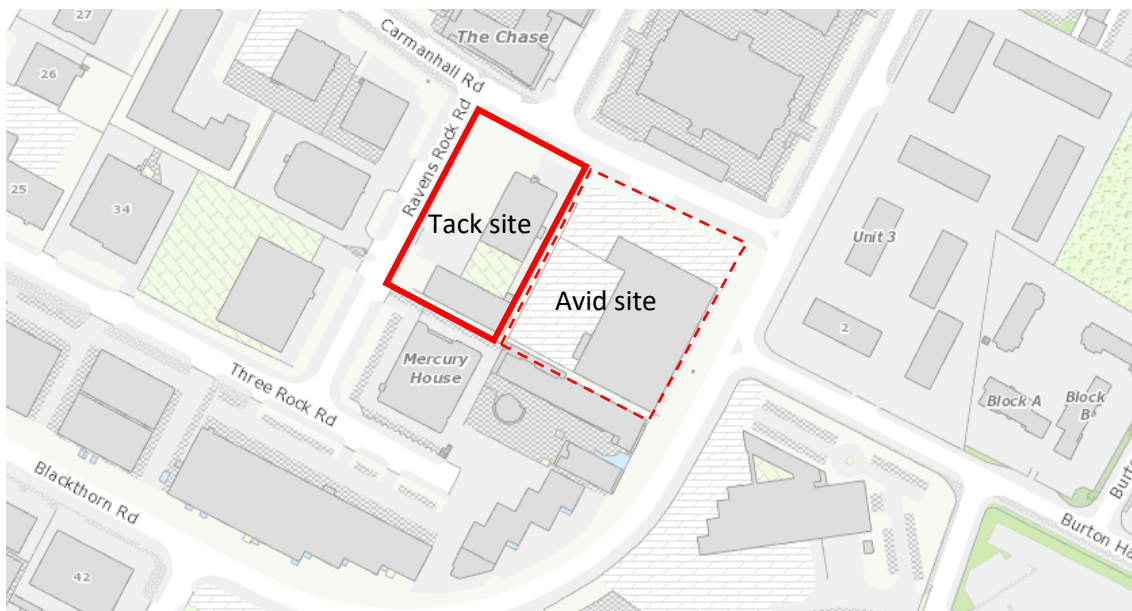 27
The Chase
Carmanhall Rd
26
Ravens Rock Rd
25
34
Tack site
Unit 3
Avid site
2
Mercury
House
Three Rock Rd
Block A
Block
B
Blackthorn Rd
Burt
Burton Ha
42